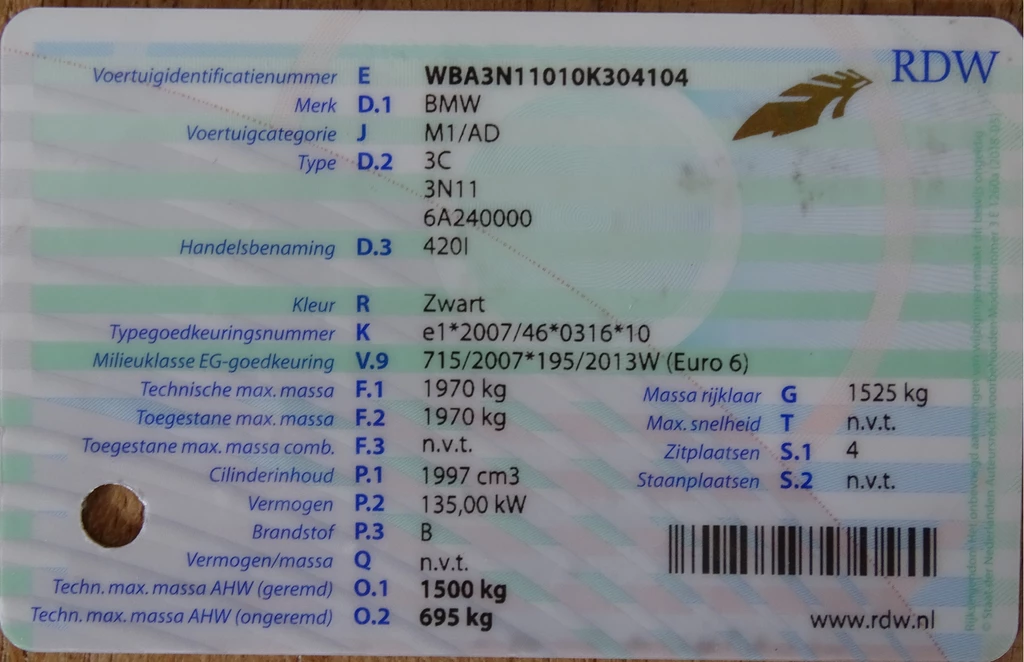 RDW
Voertuigidentificatienummer E WBA3N11010K304104
Merk D.1 BMW
Voertuigcategorie J M1/AD
Type D.2 3C
3N11
6A240000
Handelsbenaming D.3 420I
Kleur R Zwart
Typegoedkeuringsnummer K e1*2007/46*0316*10
Milieuklasse EG-goedkeuring V.9 715/2007*195/2013W (Euro 6)
Technische max. massa F.1 1970 kg
Massa rijklaar G 1525 kg
Toegestane max. massa F.2 1970 kg
Max. snelheid T n.v.t.
Toegestane max. massa comb. F.3 n.v.t.
Zitplaatsen S.1 4
Cilinderinhoud P.1 1997 cm3
Staanplaatsen S.2 n.v.t.
Vermogen P.2 135,00 kW
Brandstof P.3 B
Vermogen/massa Q n.v.t.
Techn. max. massa AHW (geremd) O.1 1500 kg
Techn. max. massa AHW (ongeremd) O.2 695 kg
www.rdw.nl